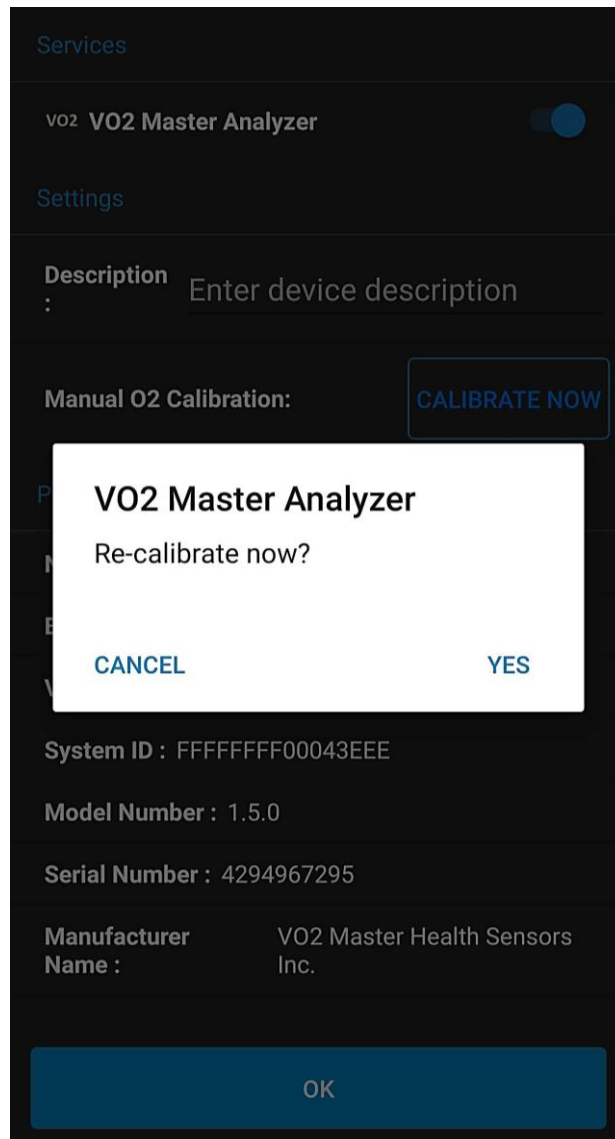 Services
VO2 VO2 Master Analyzer
Settings
Description
:
Enter device description
Manual O2 Calibration:
CALIBRATE NOW
VO2 Master Analyzer
Re-calibrate now?
CANCEL
YES
System ID : FFFFFFFF00043EEE
Model Number : 1.5.0
Serial Number : 4294967295
Manufacturer
Name :
VO2 Master Health Sensors
Inc.
OK